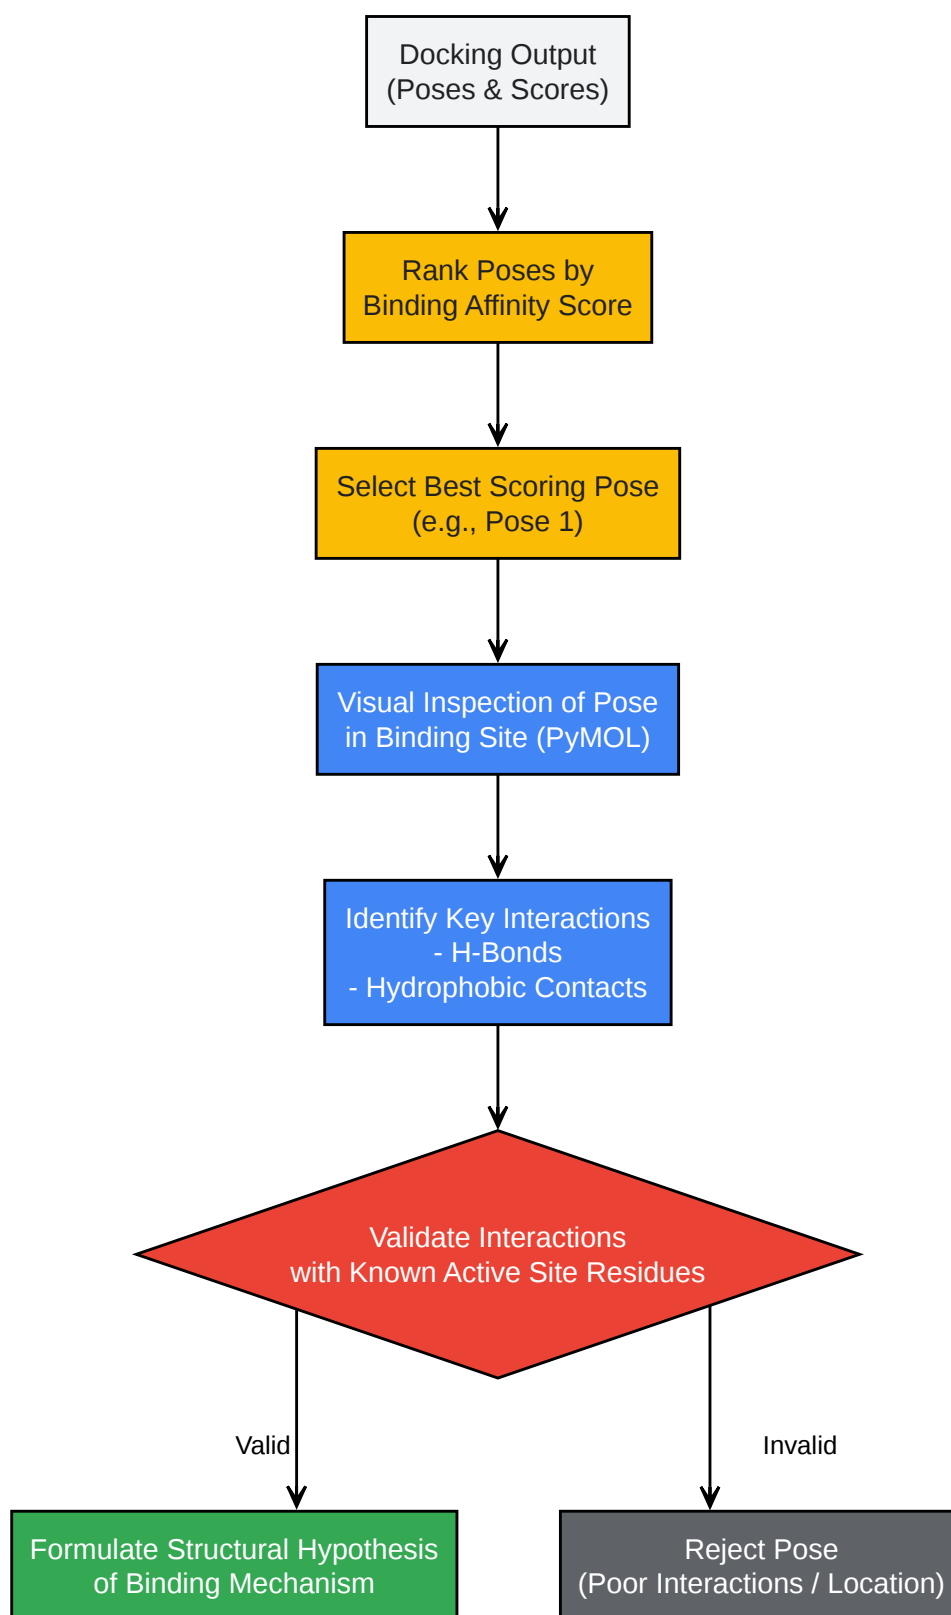 Docking Output
(Poses & Scores)
Rank Poses by
Binding Affinity Score
Select Best Scoring Pose
(e.g., Pose 1)
Visual Inspection of Pose
in Binding Site (PyMOL)
Identify Key Interactions
- H-Bonds
- Hydrophobic Contacts
Validate Interactions
with Known Active Site Residues
Valid
Invalid
Formulate Structural Hypothesis
of Binding Mechanism
Reject Pose
(Poor Interactions / Location)